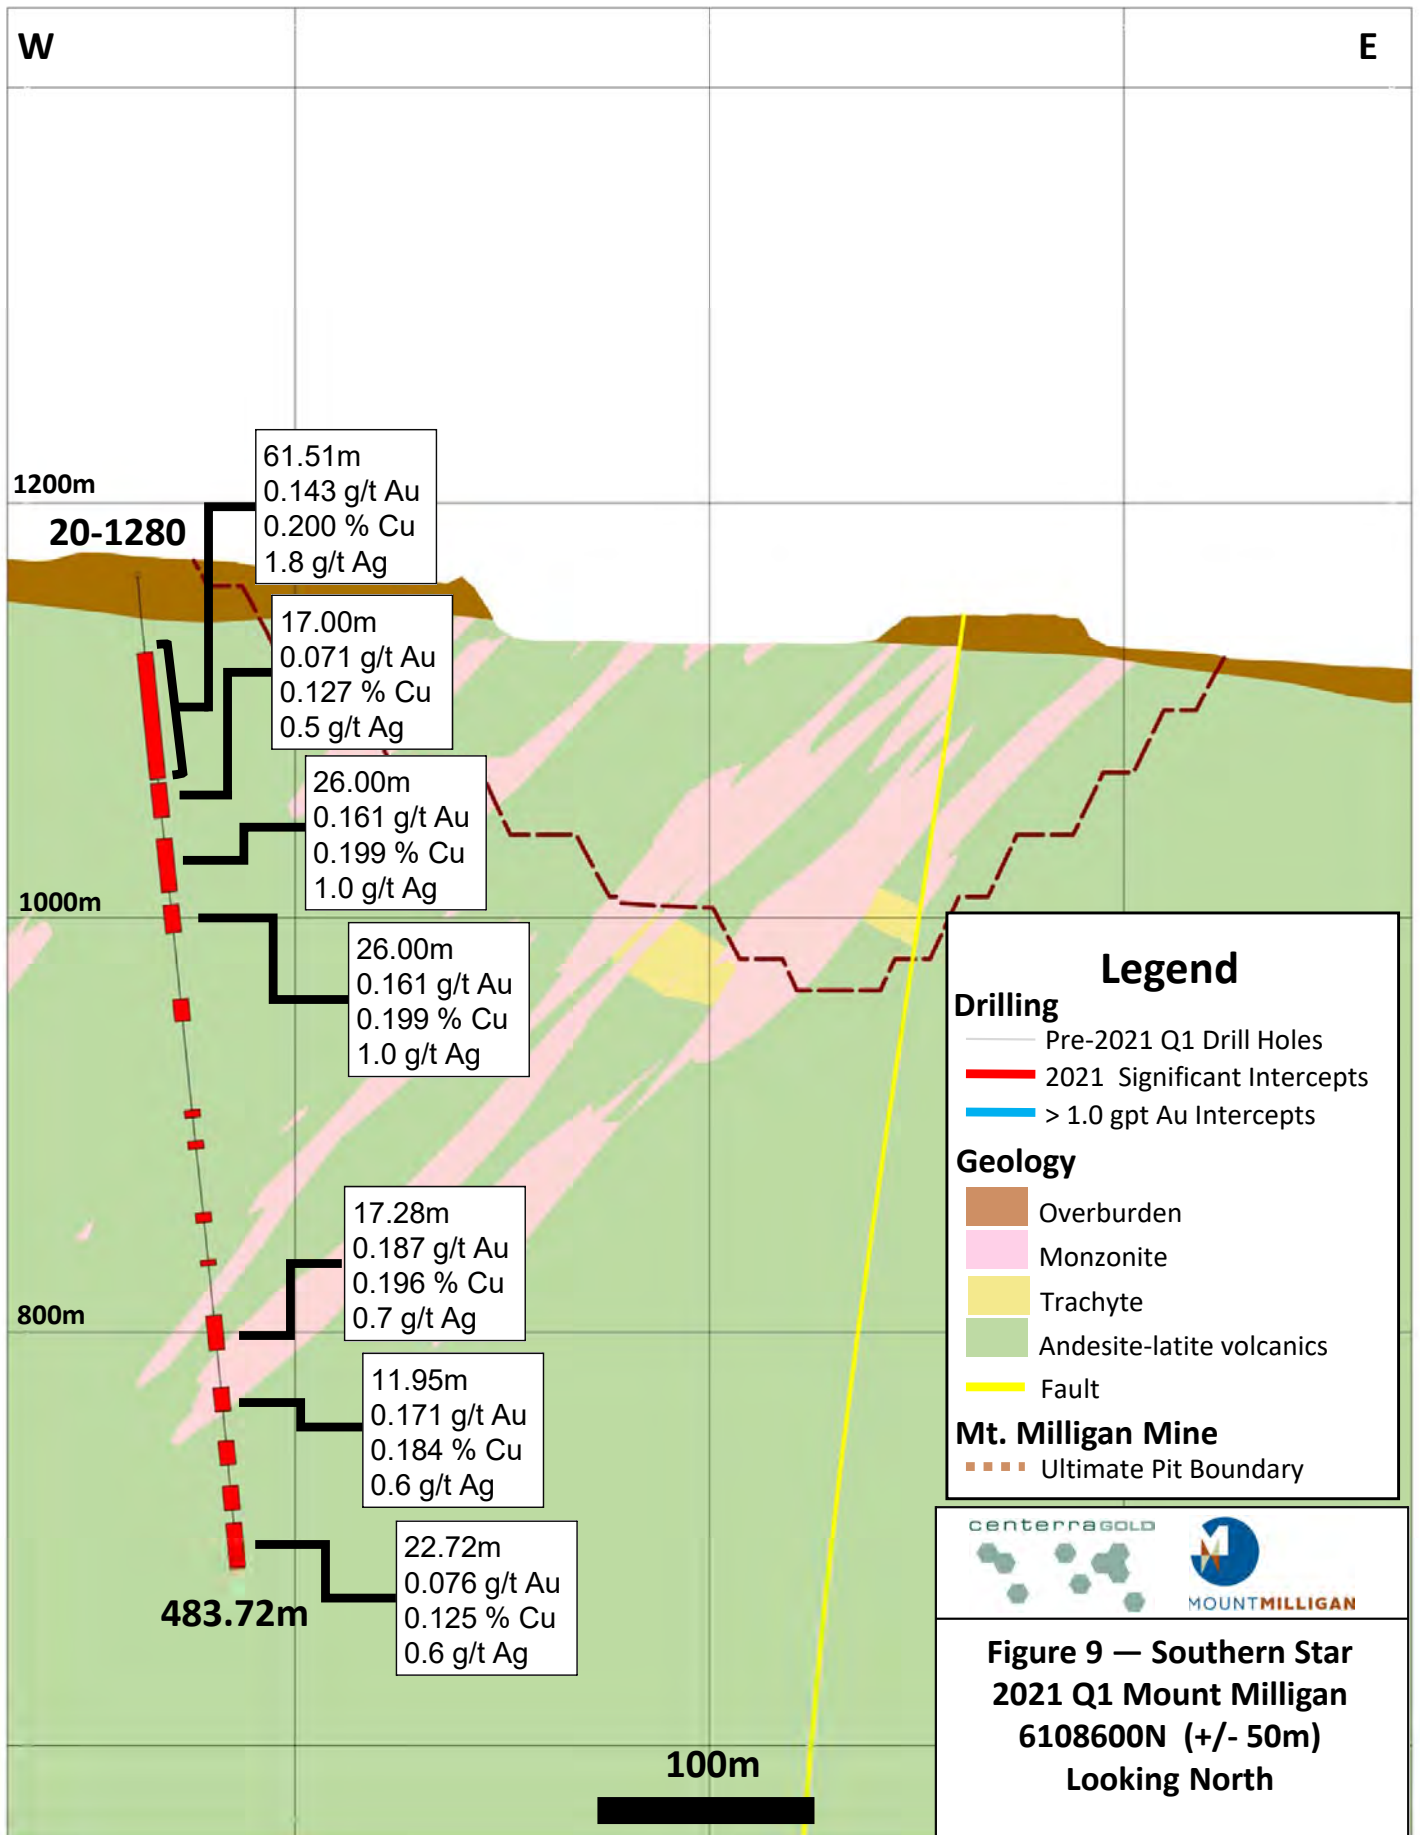 W
E
1200m
20-1280
61.51m
0.143 g/t Au
0.200 % Cu
1.8 g/t Ag
17.00m
0.071 g/t Au
0.127 % Cu
0.5 g/t Ag
26.00m
0.161 g/t Au
0.199 % Cu
1.0 g/t Ag
1000m
26.00m
0.161 g/t Au
0.199 % Cu
1.0 g/t Ag
17.28m
0.187 g/t Au
0.196 % Cu
0.7 g/t Ag
800m
11.95m
0.171 g/t Au
0.184 % Cu
0.6 g/t Ag
22.72m
0.076 g/t Au
0.125 % Cu
0.6 g/t Ag
483.72m
100m
Legend
Drilling
Pre-2021 Q1 Drill Holes
2021 Significant Intercepts
> 1.0 gpt Au Intercepts
Geology
Overburden
Monzonite
Trachyte
Andesite-latite volcanics
Fault
Mt. Milligan Mine
Ultimate Pit Boundary
centerraGOLD
MOUNTMILLIGAN
Figure 9 — Southern Star
2021 Q1 Mount Milligan
6108600N (+/- 50m)
Looking North